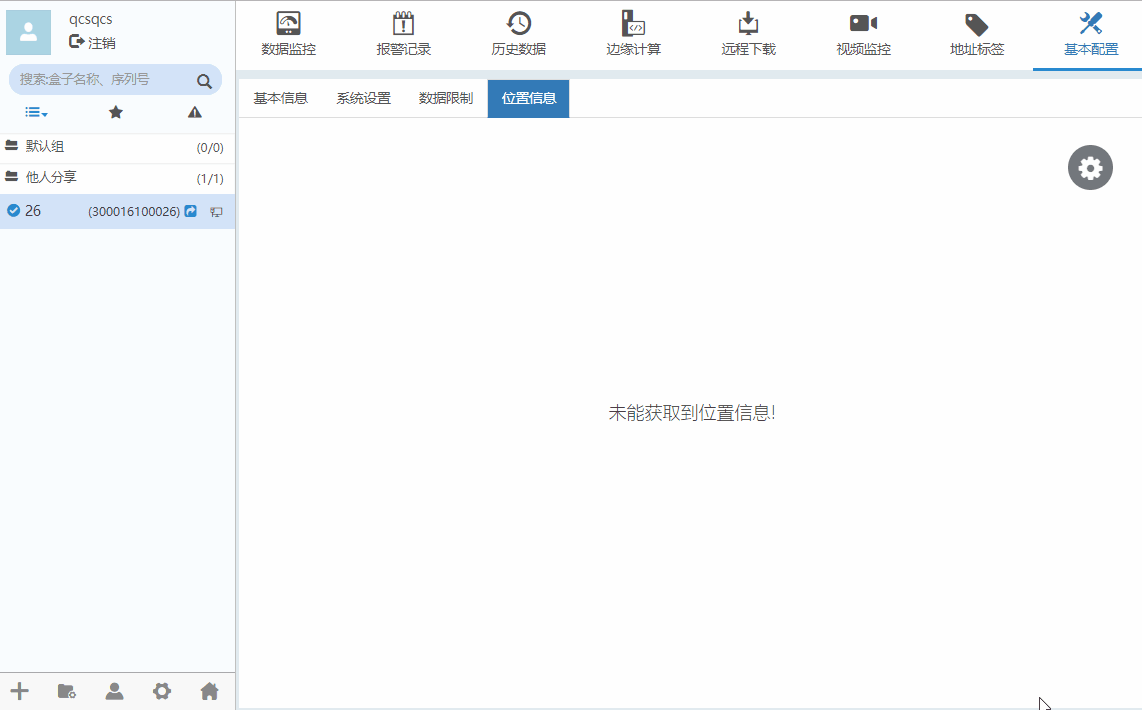 qcsqcs
注销
搜索:盒子名称、序列号
默认组 (0/0)
他人分享 (1/1)
26 (300016100026)
数据监控 报警记录 历史数据 边缘计算 远程下载 视频监控 地址标签 基本配置
基本信息 系统设置 数据限制 位置信息
未能获取到位置信息!